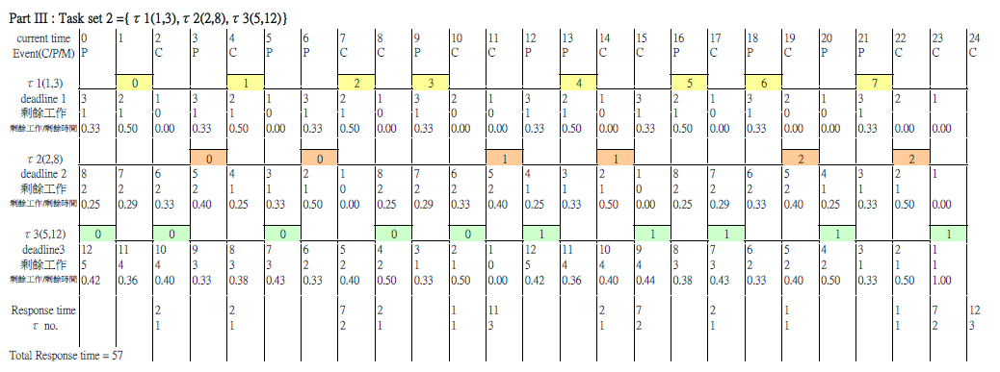 Part III : Task set 2 ={ τ 1(1,3), τ 2(2,8), τ 3(5,12)}
current time 0 1 2 3 4 5 6 7 8 9 10 11 12 13 14 15 16 17 18 19 20 21 22 23 24
Event(C/P/M) P C P C P P C C P C C P P C C P C P C P P C C C
τ 1(1,3) 0 1 2 3 4 5 6 7
deadline 1 3 2 1 3 2 1 3 2 1 3 2 1 3 2 1 3 2 1 3 2 1 3 2 1
剩餘工作 1 1 0 1 1 0 1 1 0 1 0 0 1 1 0 1 1 0 1 0 0 1
剩餘工作/剩餘時間 0.33 0.50 0.00 0.33 0.50 0.00 0.33 0.50 0.00 0.33 0.00 0.00 0.33 0.50 0.00 0.33 0.50 0.00 0.33 0.00 0.00 0.33 0.00 0.00
τ 2(2,8) 0 0 1 1 2 2
deadline 2 8 7 6 5 4 3 2 1 8 7 6 5 4 3 2 1 8 7 6 5 4 3 2 1
剩餘工作 2 2 2 2 1 1 1 0 2 2 2 2 1 1 1 0 2 2 2 2 1 1 1
剩餘工作/剩餘時間 0.25 0.29 0.33 0.40 0.25 0.33 0.50 0.00 0.25 0.29 0.33 0.40 0.25 0.33 0.50 0.00 0.25 0.29 0.33 0.40 0.25 0.33 0.50 0.00
τ 3(5,12) 0 0 0 0 0 1 1 1 1 1
deadline3 12 11 10 9 8 7 6 5 4 3 2 1 12 11 10 9 8 7 6 5 4 3 2 1
剩餘工作 5 4 4 3 3 3 2 2 2 1 1 0 5 4 4 4 3 3 2 2 2 1 1 1
剩餘工作/剩餘時間 0.42 0.36 0.40 0.33 0.38 0.43 0.33 0.40 0.50 0.33 0.50 0.00 0.42 0.36 0.40 0.44 0.38 0.43 0.33 0.40 0.50 0.33 0.50 1.00
Response time 2 2 7 2 1 11 2 7 2 1 1 7 12
τ no. 1 1 2 1 1 3 1 2 1 1 1 2 3
Total Response time = 57